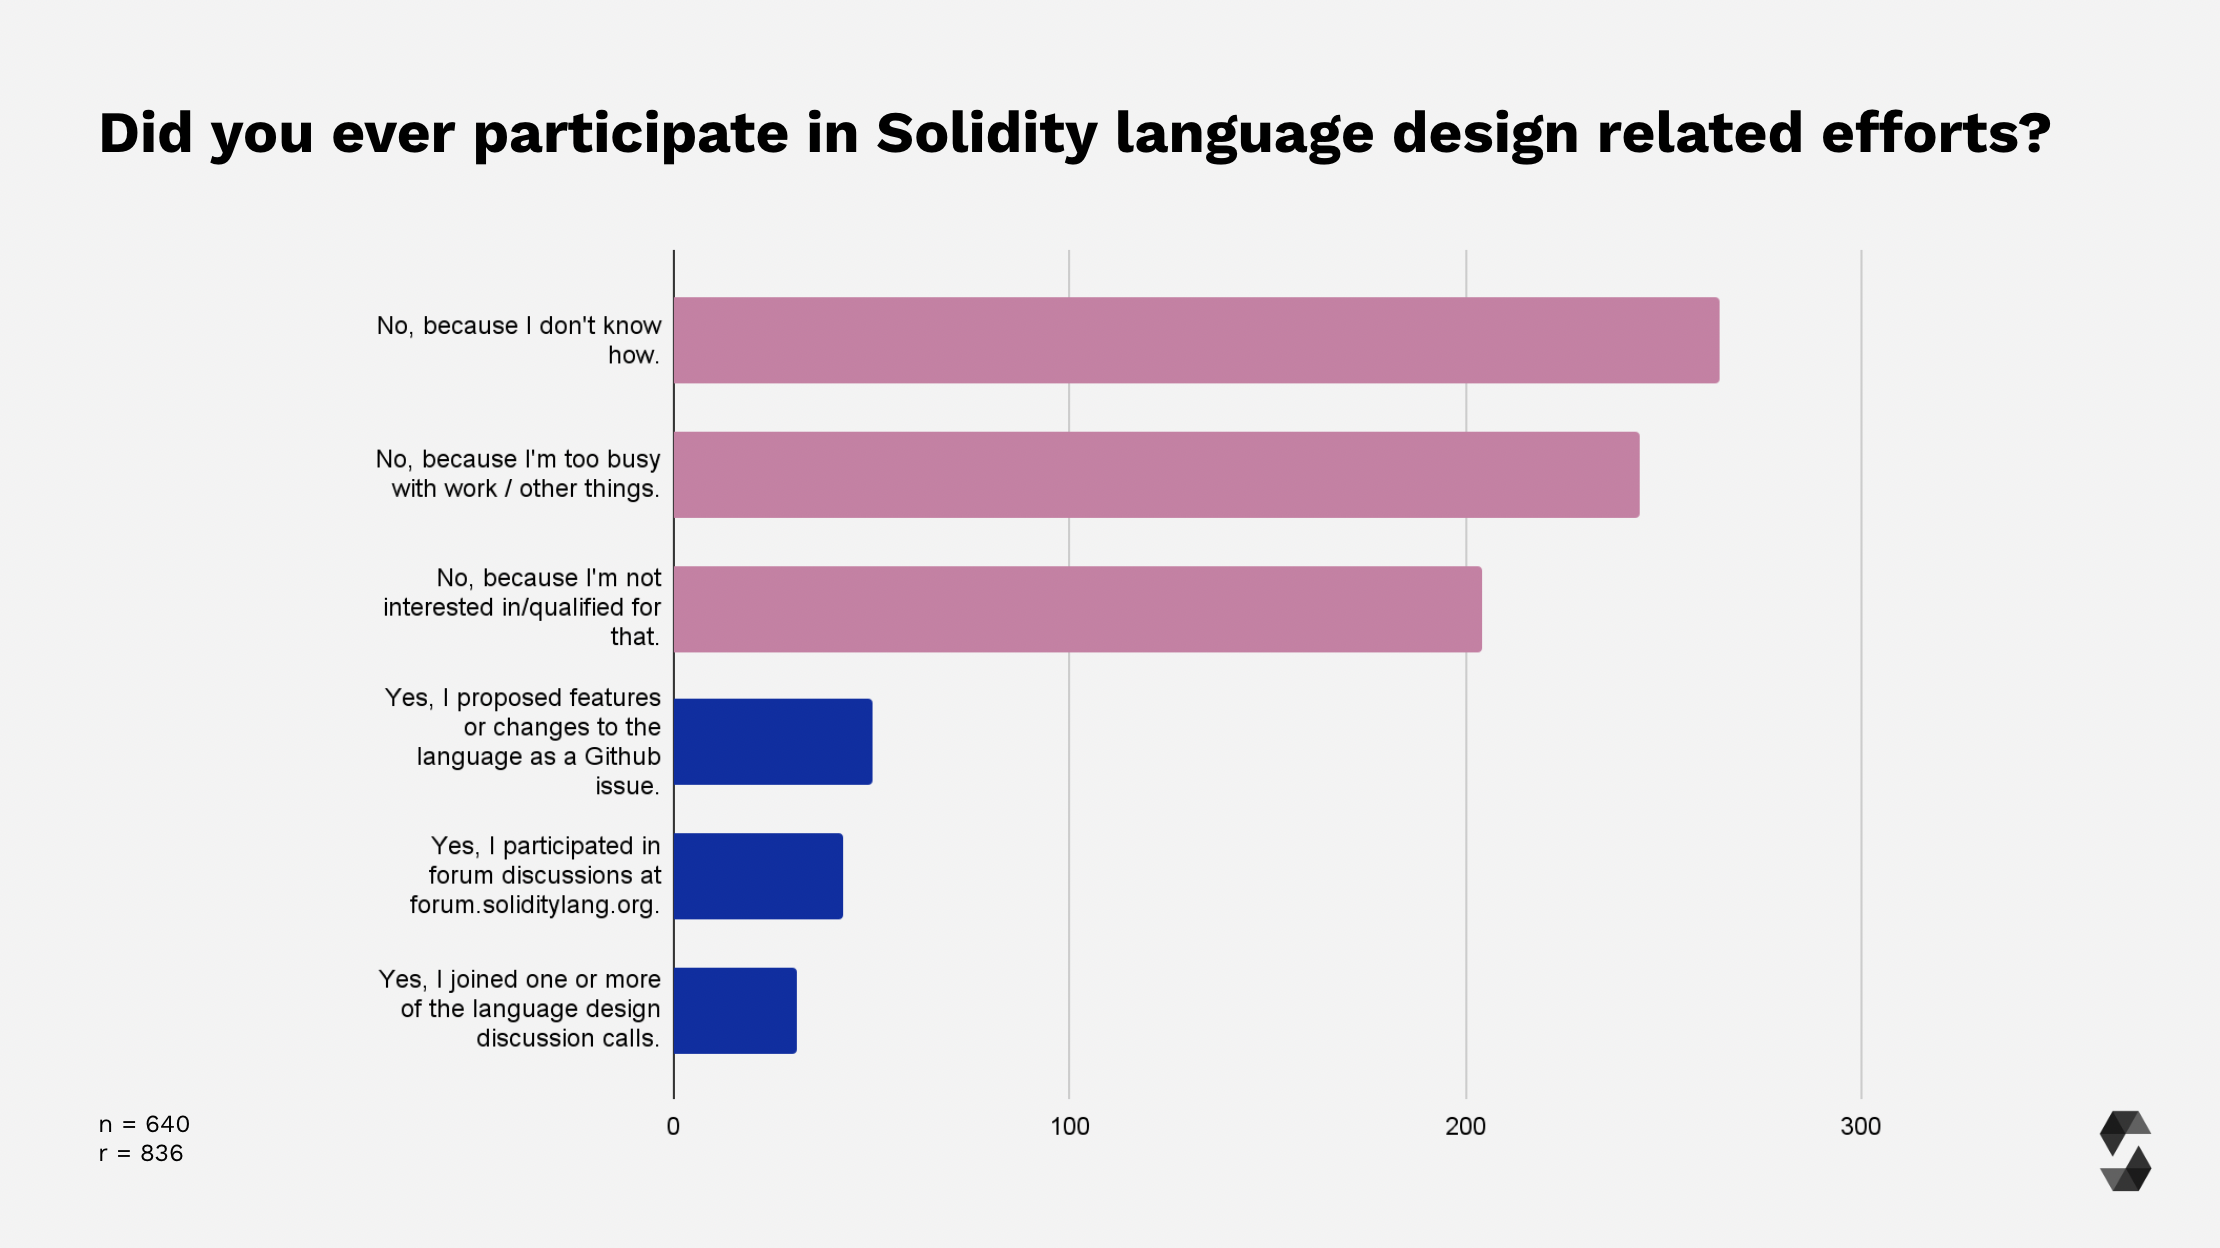 Did you ever participate in Solidity language design related efforts?
No, because I don't know
how.
No, because I'm too busy
with work / other things.
No, because I'm not
interested in/qualified for
that.
Yes, I proposed features
or changes to the
language as a Github
issue.
Yes, I participated in
forum discussions at
forum.soliditylang.org.
Yes, I joined one or more
of the language design
discussion calls.
0 100 200 300
n = 640
r = 836